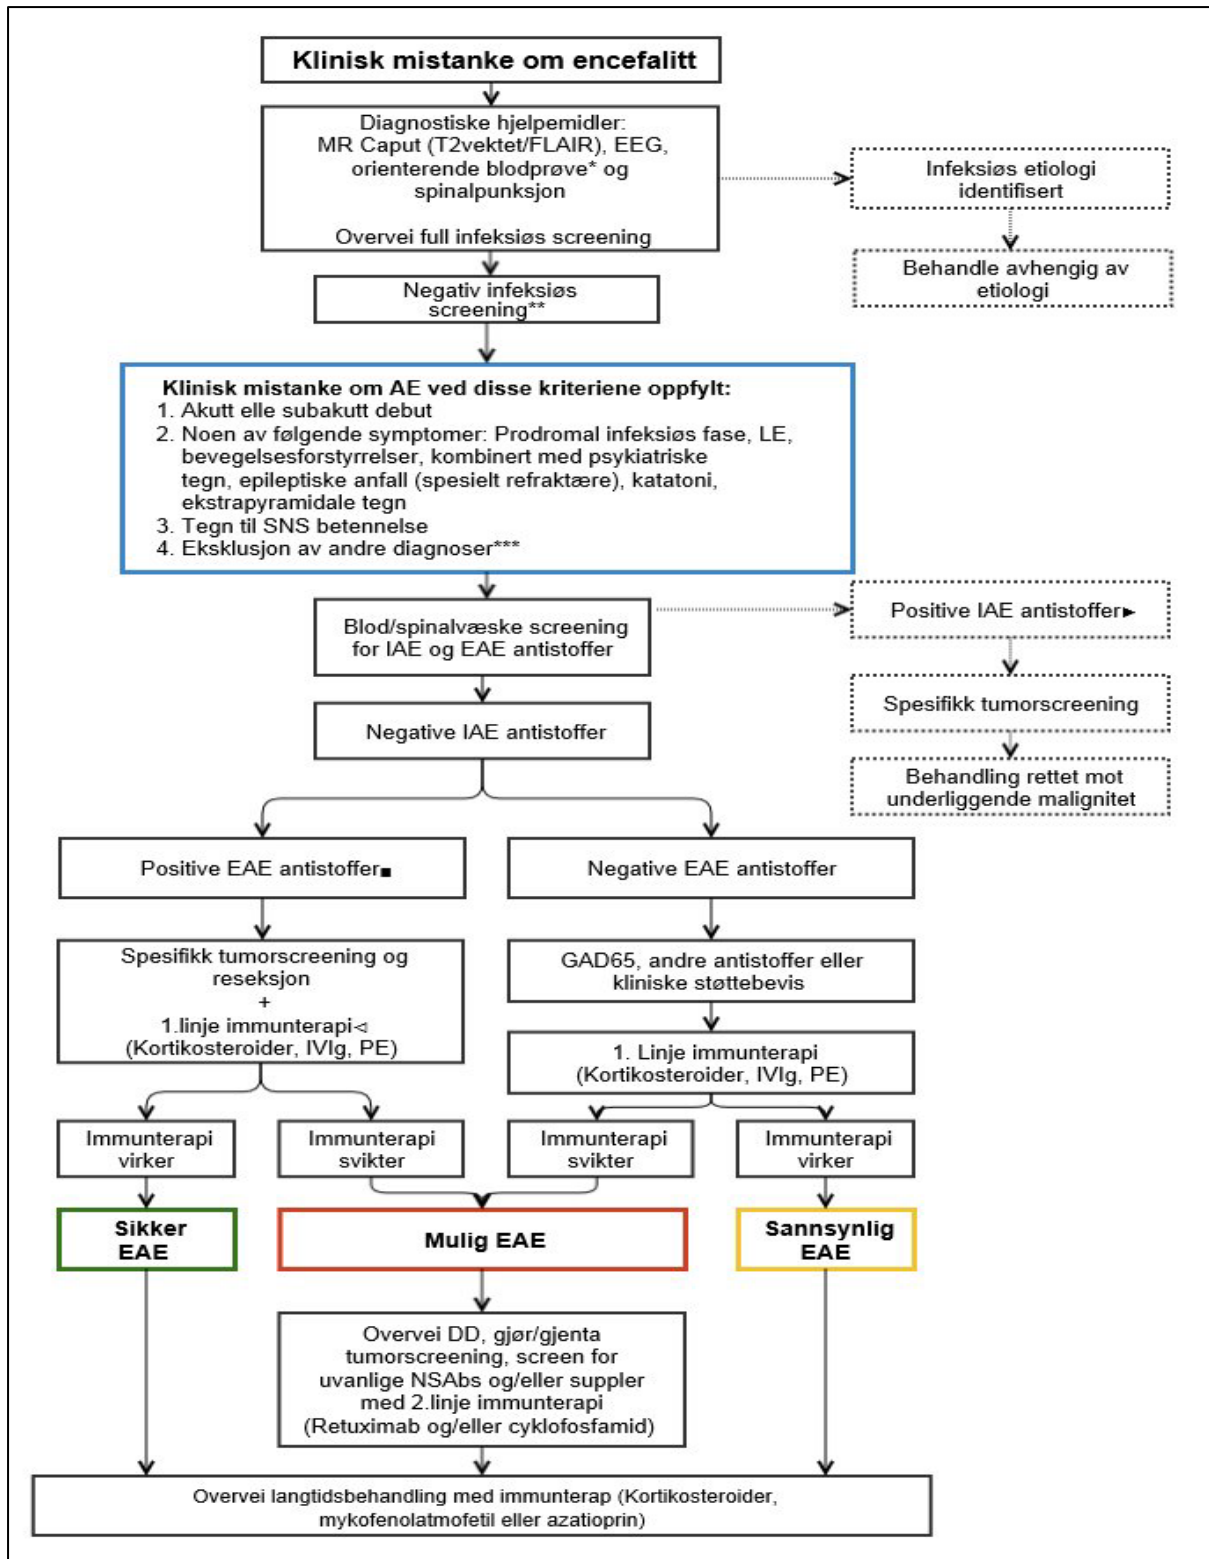 Klinisk mistanke om encefalitt
Diagnostiske hjelpemidler:
MR Caput (T2vektet/FLAIR), EEG,
orienterende blodprøve* og
spinalpunksjon
Overvei full infeksiøs screening
Infeksiøs etiologi
identifisert
Behandle avhengig av
etiologi
Negativ infeksiøs
screening**
Klinisk mistanke om AE ved disse kriteriene oppfylt:
1. Akutt elle subakutt debut
2. Noen av følgende symptomer: Prodromal infeksiøs fase, LE,
bevegelsesforstyrrelser, kombinert med psykiatriske
tegn, epileptiske anfall (spesielt refraktære), katatoni,
ekstrapyramidale tegn
3. Tegn til SNS betennelse
4. Eksklusjon av andre diagnoser***
Blod/spinalvæske screening
for IAE og EAE antistoffer
Positive IAE antistoffer►
Spesifikk tumorscreening
Behandling rettet mot
underliggende malignitet
Negative IAE antistoffer
Positive EAE antistoffer■
Negative EAE antistoffer
Spesifikk tumorscreening og
reseksjon
+
1.linje immunterapi◅
(Kortikosteroider, IVIg, PE)
GAD65, andre antistoffer eller
kliniske støttebevis
1. Linje immunterapi
(Kortikosteroider, IVIg, PE)
Immunterapi
virker
Immunterapi
svikter
Immunterapi
svikter
Immunterapi
virker
Sikker
EAE
Mulig EAE
Sannsynlig
EAE
Overvei DD, gjør/gjenta
tumorscreening, screen for
uvanlige NSAbs og/eller suppler
med 2.linje immunterapi
(Retuximab og/eller cyklofosfamid)
Overvei langtidsbehandling med immunterap (Kortikosteroider,
mykofenolatmofetil eller azatioprin)